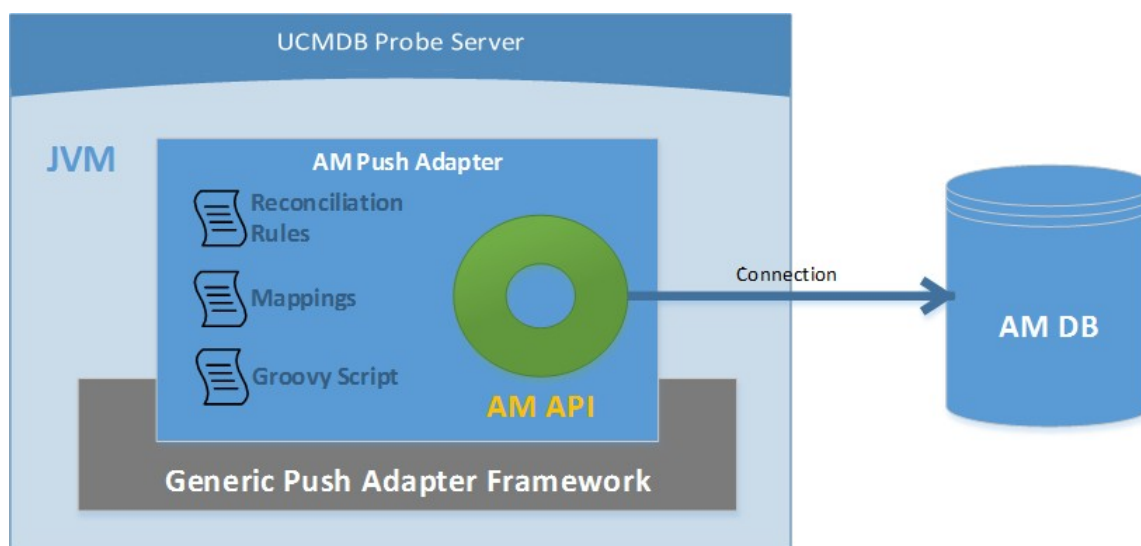 UCMDB Probe Server
JVM
AM Push Adapter
Reconciliation
Rules
Mappings
Groovy Script
AM API
Generic Push Adapter Framework
Connection
AM DB